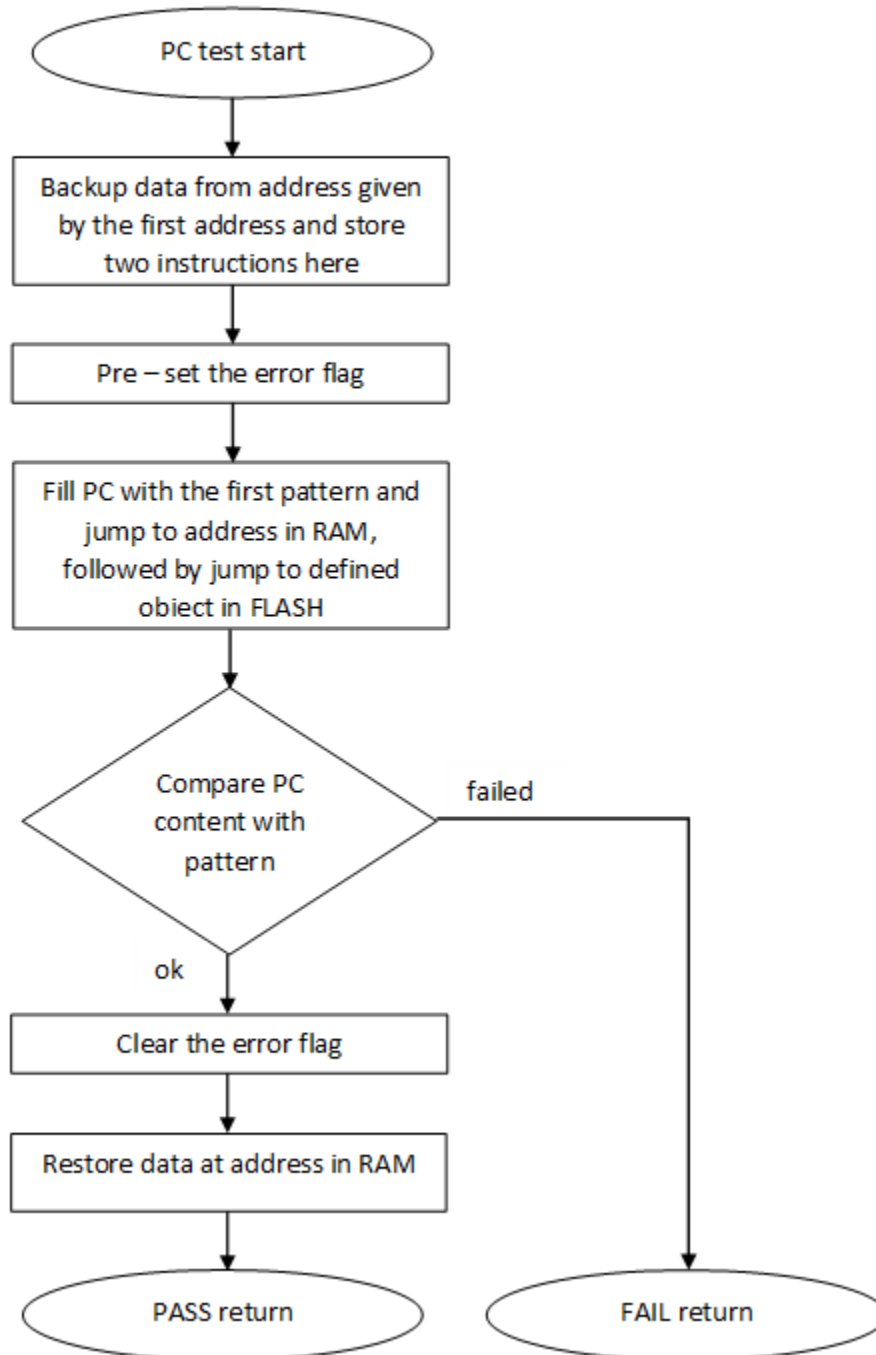 PC test start
Backup data from address given
by the first address and store
two instructions here
Pre – set the error flag
Fill PC with the first pattern and
jump to address in RAM,
followed by jump to defined
object in FLASH
Compare PC
content with
pattern
failed
ok
Clear the error flag
Restore data at address in RAM
PASS return
FAIL return